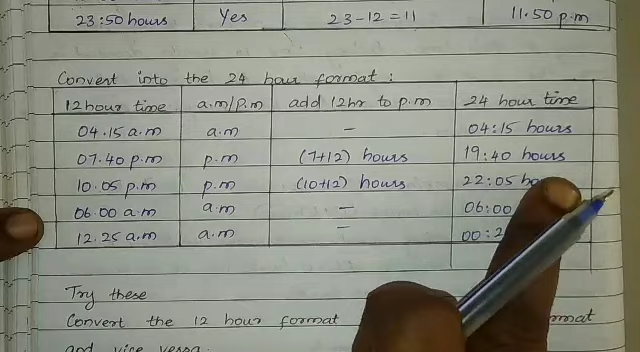 23:50 hours Yes 23-12=11 11.50 p.m
Convert into the 24 hour format:
12 hour time a.m/p.m add 12hr to p.m 24 hour time
04.15 a.m a.m – 04:15 hours
07.40 p.m p.m (7+12) hours 19:40 hours
10.05 p.m p.m (10+12) hours 22:05
06.00 a.m a.m – 06:00
12.25 a.m a.m –
Try these
Convert the 12 hour format
and vice versa.